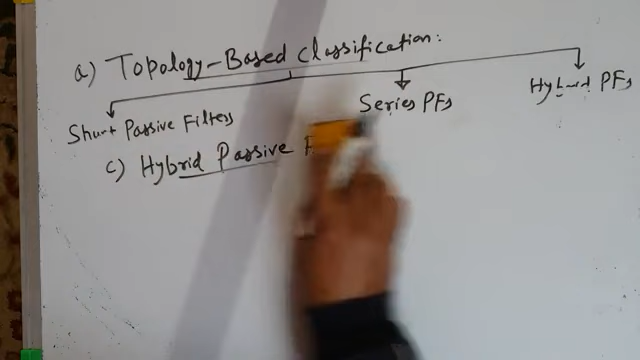 a) Topology-Based Classification:
Shunt Passive Filters
Series PFs
Hybrid PFs
c) Hybrid Passive